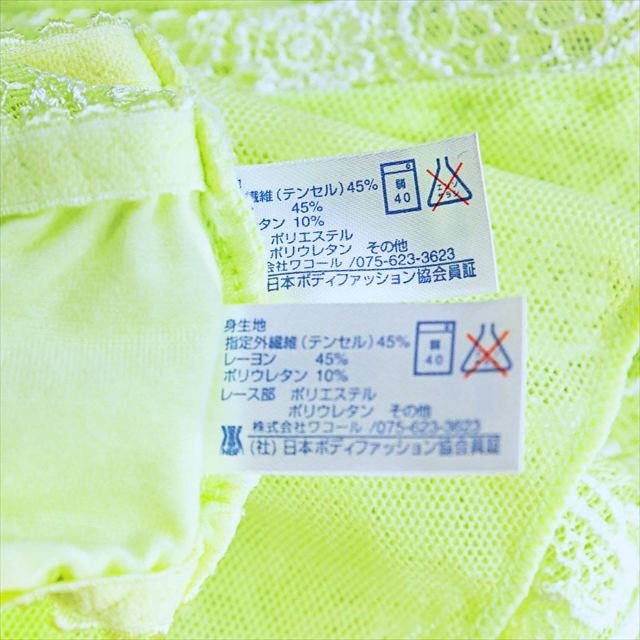 繊維(テンセル)45%
45%
タン 10%
ポリエステル
ポリウレタン その他
会社ワコール /075-623-3623
日本ボディファッション協会員証
弱
40
身生地
指定外繊維(テンセル)45%
レーヨン 45%
ポリウレタン 10%
レース部 ポリエステル
ポリウレタン その他
株式会社ワコール /075-623-3623
(社)日本ボディファッション協会員証
弱
40